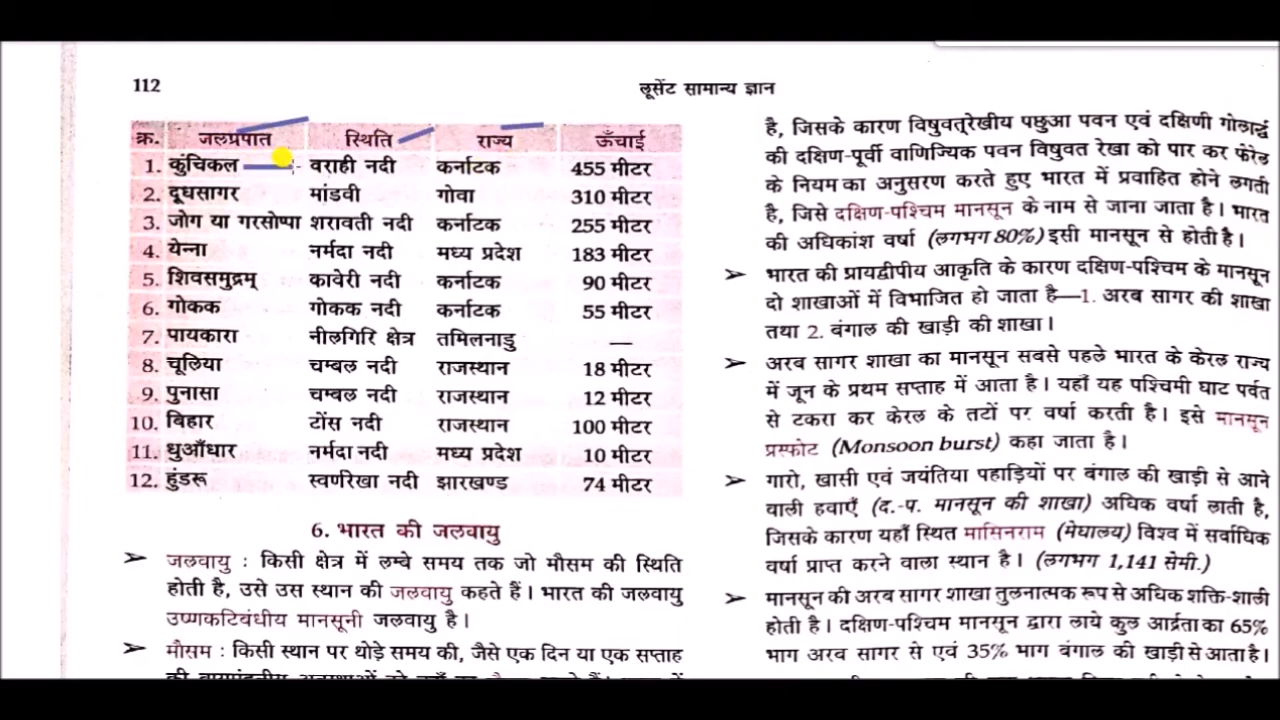 112
लूसेंट सामान्य ज्ञान
क्र. जलप्रपात स्थिति राज्य ऊँचाई
1. कुंचिकल वराही नदी कर्नाटक 455 मीटर
2. दूधसागर मांडवी गोवा 310 मीटर
3. जोग या गरसोप्पा शरावती नदी कर्नाटक 255 मीटर
4. येन्ना नर्मदा नदी मध्य प्रदेश 183 मीटर
5. शिवसमुद्रम् कावेरी नदी कर्नाटक 90 मीटर
6. गोकक गोकक नदी कर्नाटक 55 मीटर
7. पायकारा नीलगिरि क्षेत्र तमिलनाडु —
8. चूलिया चम्बल नदी राजस्थान 18 मीटर
9. पुनासा चम्बल नदी राजस्थान 12 मीटर
10. बिहार टोंस नदी राजस्थान 100 मीटर
11. धुआँधार नर्मदा नदी मध्य प्रदेश 10 मीटर
12. हुंडरू स्वर्णरेखा नदी झारखण्ड 74 मीटर
6. भारत की जलवायु
➢ जलवायु : किसी क्षेत्र में लम्बे समय तक जो मौसम की स्थिति
होती है, उसे उस स्थान की जलवायु कहते हैं। भारत की जलवायु
उष्णकटिबंधीय मानसूनी जलवायु है।
➢ मौसम : किसी स्थान पर थोड़े समय की, जैसे एक दिन या एक सप्ताह
है, जिसके कारण विषुवत्रेखीय पछुआ पवन एवं दक्षिणी गोलार्द्ध
की दक्षिण-पूर्वी वाणिज्यिक पवन विषुवत रेखा को पार कर फेरेल
के नियम का अनुसरण करते हुए भारत में प्रवाहित होने लगती
है, जिसे दक्षिण-पश्चिम मानसून के नाम से जाना जाता है। भारत
की अधिकांश वर्षा (लगभग 80%) इसी मानसून से होती है।
➢ भारत की प्रायद्वीपीय आकृति के कारण दक्षिण-पश्चिम के मानसून
दो शाखाओं में विभाजित हो जाता है—1. अरब सागर की शाखा
तथा 2. बंगाल की खाड़ी की शाखा।
➢ अरब सागर शाखा का मानसून सबसे पहले भारत के केरल राज्य
में जून के प्रथम सप्ताह में आता है। यहाँ यह पश्चिमी घाट पर्वत
से टकरा कर केरल के तटों पर वर्षा करती है। इसे मानसून
प्रस्फोट (Monsoon burst) कहा जाता है।
➢ गारो, खासी एवं जयंतिया पहाड़ियों पर बंगाल की खाड़ी से आने
वाली हवाएँ (द.-प. मानसून की शाखा) अधिक वर्षा लाती है,
जिसके कारण यहाँ स्थित मासिनराम (मेघालय) विश्व में सर्वाधिक
वर्षा प्राप्त करने वाला स्थान है। (लगभग 1,141 सेमी.)
➢ मानसून की अरब सागर शाखा तुलनात्मक रूप से अधिक शक्ति-शाली
होती है। दक्षिण-पश्चिम मानसून द्वारा लाये कुल आर्द्रता का 65%
भाग अरब सागर से एवं 35% भाग बंगाल की खाड़ी से आता है।